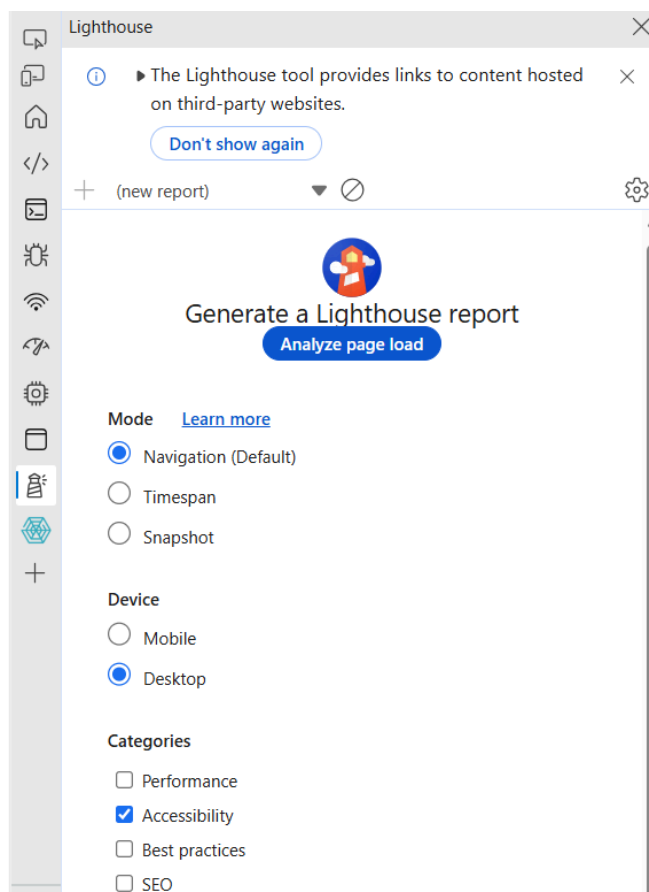 Lighthouse
The Lighthouse tool provides links to content hosted
on third-party websites.
Don't show again
(new report)
Generate a Lighthouse report
Analyze page load
Mode Learn more
Navigation (Default)
Timespan
Snapshot
Device
Mobile
Desktop
Categories
Performance
Accessibility
Best practices
SEO